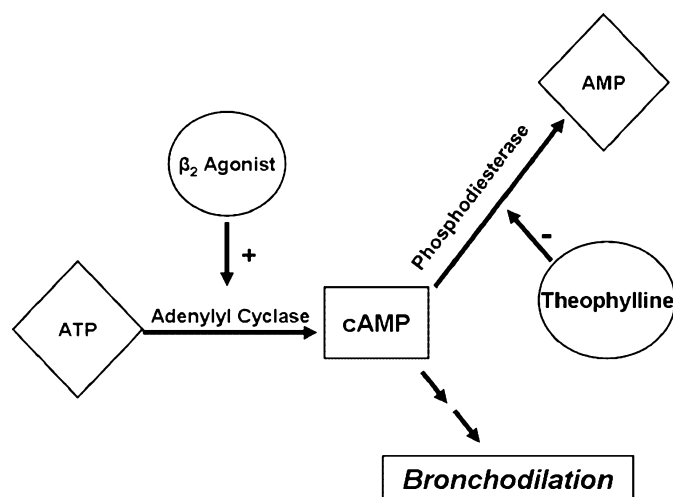 AMP
β₂ Agonist
Phosphodiesterase
+
-
Theophylline
ATP
Adenylyl Cyclase
cAMP
Bronchodilation